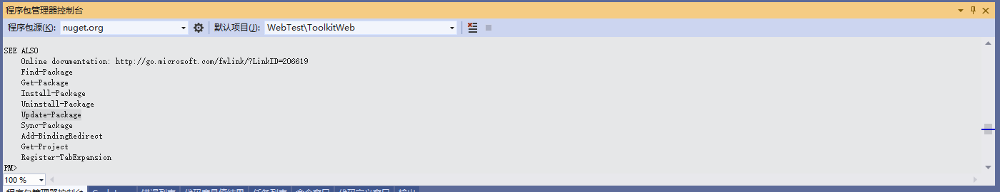 程序包管理器控制台
程序包源(K): nuget.org 默认项目(J): WebTest\ToolkitWeb
SEE ALSO
Online documentation: http://go.microsoft.com/fwlink/?LinkID=206619
Find-Package
Get-Package
Install-Package
Uninstall-Package
Update-Package
Sync-Package
Add-BindingRedirect
Get-Project
Register-TabExpansion
PM>
100 %
程序包管理器控制台 错误列表 代码度量值结果 任务列表 命令窗口 代码定义窗口 输出